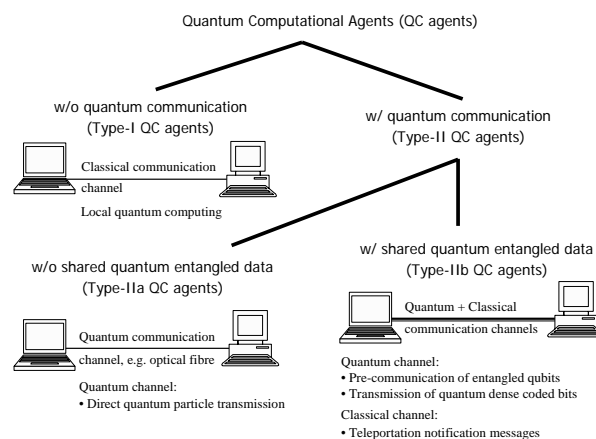 Quantum Computational Agents (QC agents)
w/o quantum communication
(Type-I QC agents)
w/ quantum communication
(Type-II QC agents)
Classical communication
channel
Local quantum computing
w/o shared quantum entangled data
(Type-IIa QC agents)
w/ shared quantum entangled data
(Type-IIb QC agents)
Quantum communication
channel, e.g. optical fibre
Quantum channel:
• Direct quantum particle transmission
Quantum + Classical
communication channels
Quantum channel:
• Pre-communication of entangled qubits
• Transmission of quantum dense coded bits
Classical channel:
• Teleportation notification messages